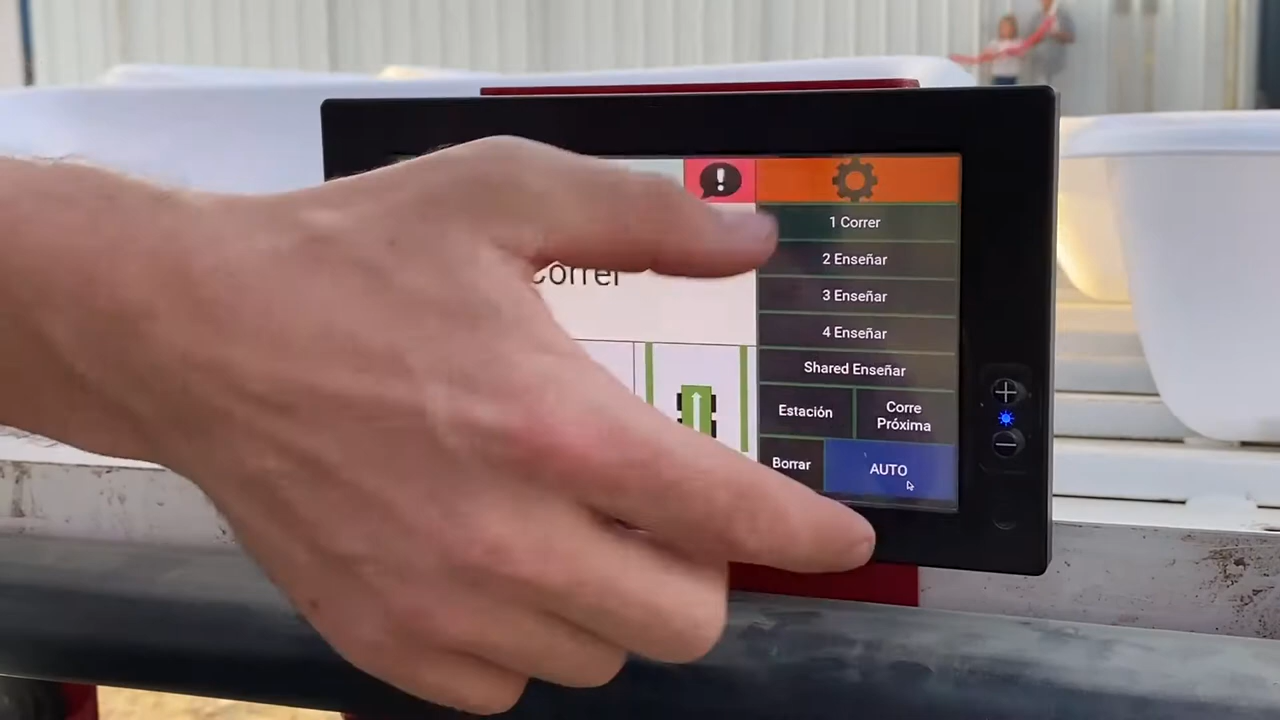 Correr
1 Correr
2 Enseñar
3 Enseñar
4 Enseñar
Shared Enseñar
Estación
Corre
Próxima
Borrar
AUTO